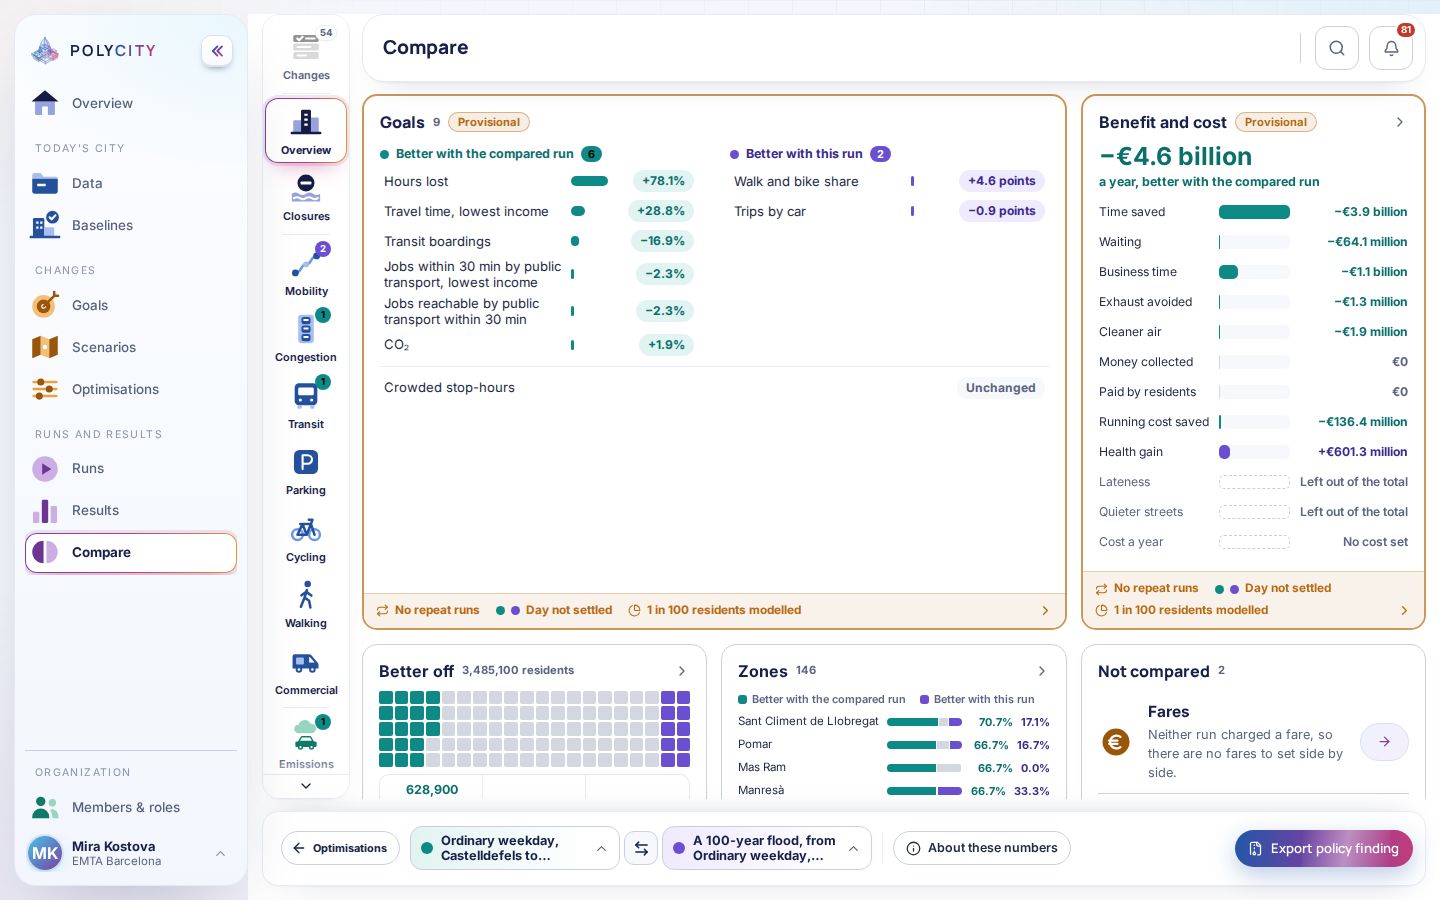 POLYCITY
Overview
TODAY'S CITY
Data
Baselines
CHANGES
Goals
Scenarios
Optimisations
RUNS AND RESULTS
Runs
Results
Compare
ORGANIZATION
Members & roles
MK
Mira Kostova
EMTA Barcelona
54
Changes
Overview
Closures
2
Mobility
1
Congestion
1
Transit
P
Parking
Cycling
Walking
Commercial
1
Emissions
Compare
81
Goals 9 Provisional
Better with the compared run 6
Hours lost +78.1%
Travel time, lowest income +28.8%
Transit boardings −16.9%
Jobs within 30 min by public
transport, lowest income −2.3%
Jobs reachable by public
transport within 30 min −2.3%
CO₂ +1.9%
Better with this run 2
Walk and bike share +4.6 points
Trips by car −0.9 points
Crowded stop-hours Unchanged
No repeat runs Day not settled 1 in 100 residents modelled
Benefit and cost Provisional
−€4.6 billion
a year, better with the compared run
Time saved −€3.9 billion
Waiting −€64.1 million
Business time −€1.1 billion
Exhaust avoided −€1.3 million
Cleaner air −€1.9 million
Money collected €0
Paid by residents €0
Running cost saved −€136.4 million
Health gain +€601.3 million
Lateness Left out of the total
Quieter streets Left out of the total
Cost a year No cost set
No repeat runs Day not settled
1 in 100 residents modelled
Better off 3,485,100 residents
628,900
Zones 146
Better with the compared run Better with this run
Sant Climent de Llobregat 70.7% 17.1%
Pomar 66.7% 16.7%
Mas Ram 66.7% 0.0%
Manresà 66.7% 33.3%
Not compared 2
Fares
Neither run charged a fare, so
there are no fares to set side by
side.
Optimisations
Ordinary weekday,
Castelldefels to...
A 100-year flood, from
Ordinary weekday,...
About these numbers
Export policy finding